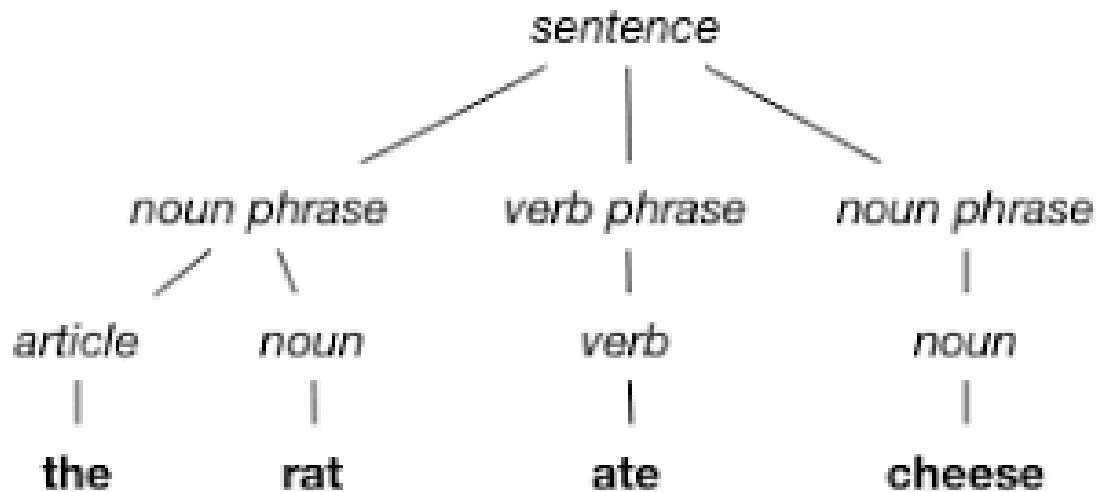 sentence
noun phrase verb phrase noun phrase
article noun verb noun
the rat ate cheese